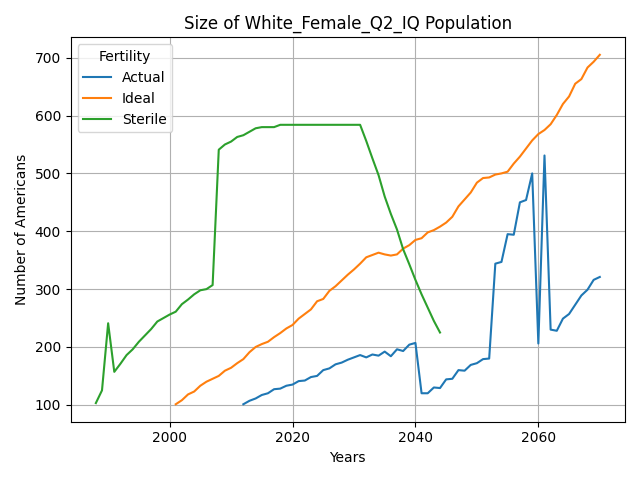 Size of White_Female_Q2_IQ Population
Fertility
Actual
Ideal
Sterile
Number of Americans
700
600
500
400
300
200
100
2000
2020
2040
2060
Years